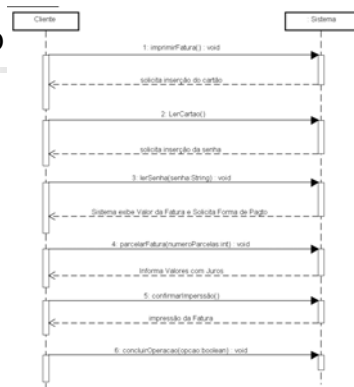 Cliente
Sistema
1: imprimirFatura() : void
solicita inserção do cartão
2: LerCartao()
solicita inserção da senha
3: lerSenha(senha:String) : void
Sistema exibe Valor da Fatura e Solicita Forma de Pagto
4: parcelarFatura(numeroParcelas:int) : void
Informa Valores com Juros
5: confirmarImperssão()
impressão da Fatura
6: concluirOperacao(opcao:boolean) : void